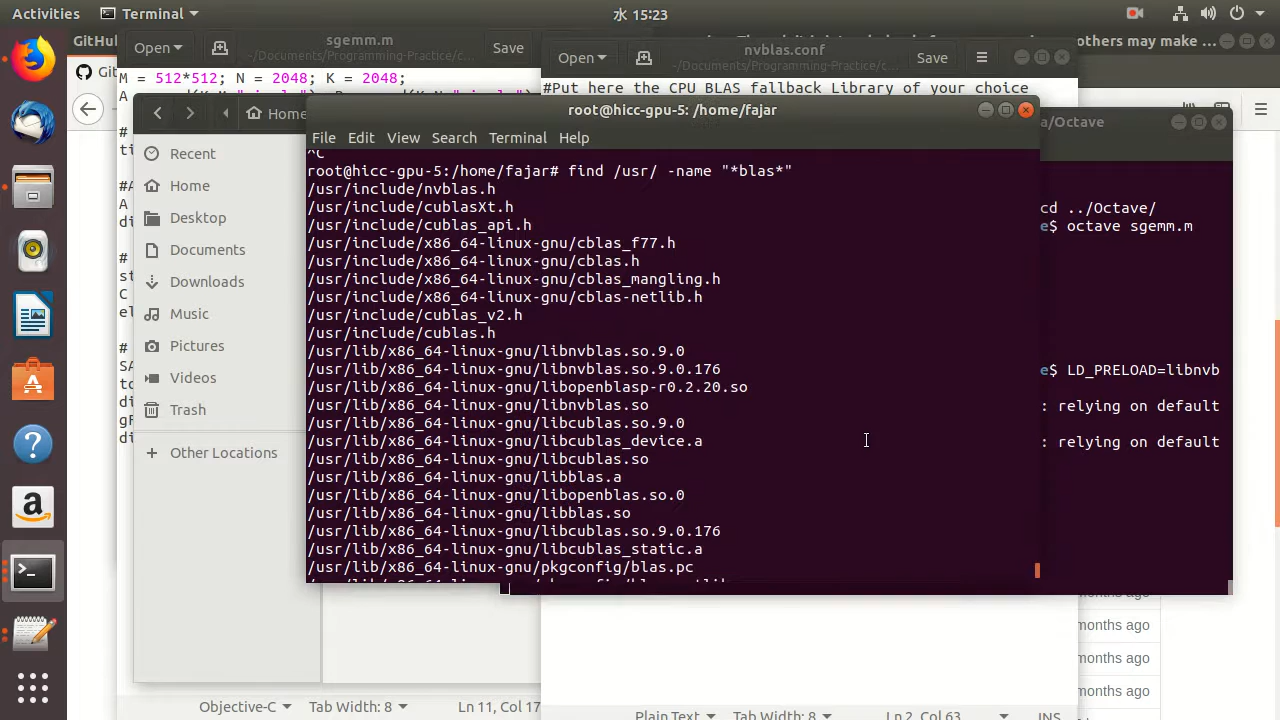 Activities
Terminal
水 15:23
GitHub
Open
sgemm.m
~/Documents/Programming-Practice/c…
Save
Open
nvblas.conf
~/Documents/Programming-Practice/c…
Save
others may make …
Git
M = 512*512; N = 2048; K = 2048;
#Put here the CPU BLAS fallback Library of your choice
Home
Recent
Home
Desktop
Documents
Downloads
Music
Pictures
Videos
Trash
Other Locations
root@hicc-gpu-5: /home/fajar
File Edit View Search Terminal Help
^C
root@hicc-gpu-5:/home/fajar# find /usr/ -name "*blas*"
/usr/include/nvblas.h
/usr/include/cublasXt.h
/usr/include/cublas_api.h
/usr/include/x86_64-linux-gnu/cblas_f77.h
/usr/include/x86_64-linux-gnu/cblas.h
/usr/include/x86_64-linux-gnu/cblas_mangling.h
/usr/include/x86_64-linux-gnu/cblas-netlib.h
/usr/include/cublas_v2.h
/usr/include/cublas.h
/usr/lib/x86_64-linux-gnu/libnvblas.so.9.0
/usr/lib/x86_64-linux-gnu/libnvblas.so.9.0.176
/usr/lib/x86_64-linux-gnu/libopenblasp-r0.2.20.so
/usr/lib/x86_64-linux-gnu/libnvblas.so
/usr/lib/x86_64-linux-gnu/libcublas.so.9.0
/usr/lib/x86_64-linux-gnu/libcublas_device.a
/usr/lib/x86_64-linux-gnu/libcublas.so
/usr/lib/x86_64-linux-gnu/libblas.a
/usr/lib/x86_64-linux-gnu/libopenblas.so.0
/usr/lib/x86_64-linux-gnu/libblas.so
/usr/lib/x86_64-linux-gnu/libcublas.so.9.0.176
/usr/lib/x86_64-linux-gnu/libcublas_static.a
/usr/lib/x86_64-linux-gnu/pkgconfig/blas.pc
a/Octave
cd ../Octave/
e$ octave sgemm.m
e$ LD_PRELOAD=libnvb
: relying on default
: relying on default
months ago
months ago
months ago
Objective-C
Tab Width: 8
Ln 11, Col 17
Plain Text
Tab Width: 8
Ln 2, Col 63
INS